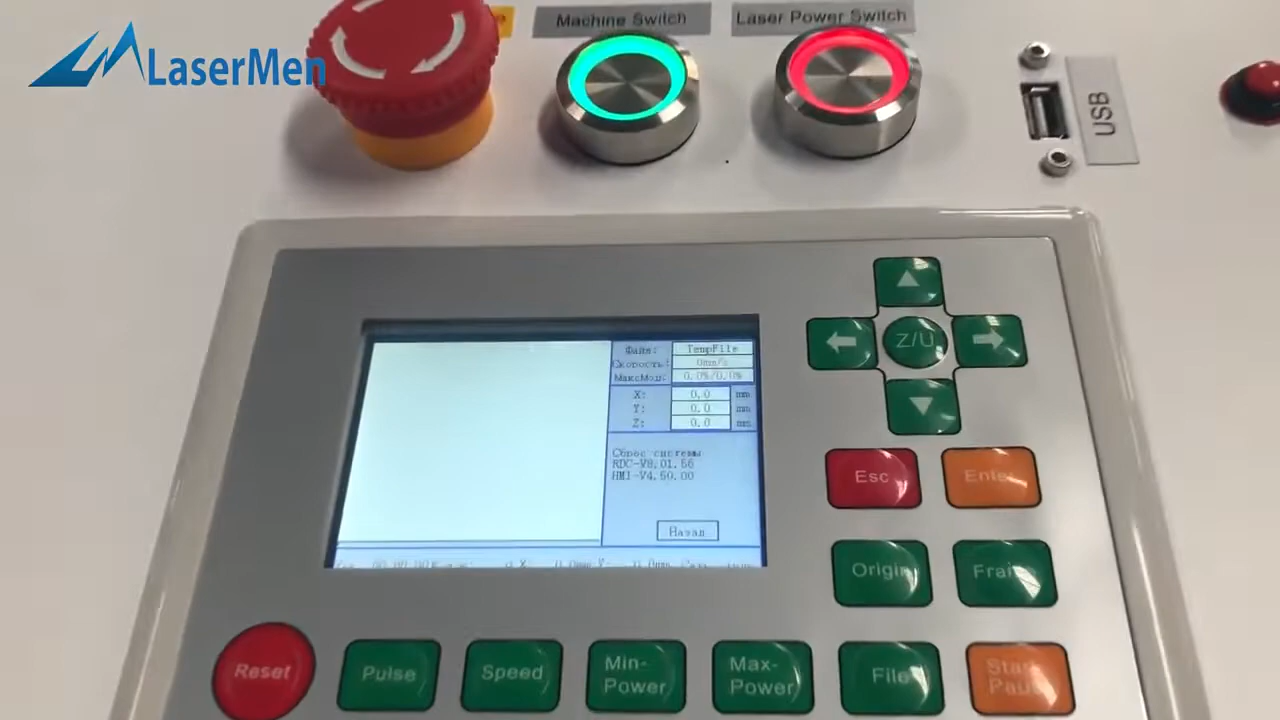 LaserMen
Machine Switch
Laser Power Switch
USB
Файл: TempFile
Скорость: 0mm/s
МаксМощ: 0.0%/0.0%
X: 0.0 mm
Y: 0.0 mm
Z: 0.0 mm
Сброс системы
RDC-V8.01.56
HMI-V4.50.00
Назад
Z/U
Esc
Enter
Origin
Reset
Pulse
Speed
Min-
Power
Max-
Power
File